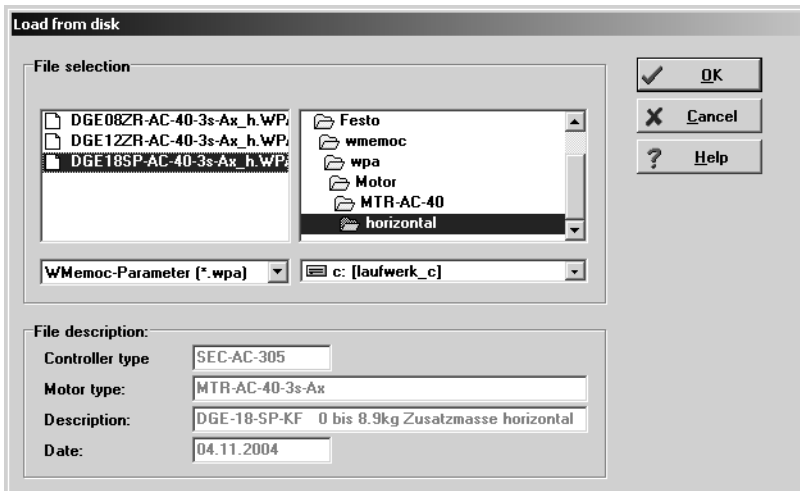 Load from disk
File selection
DGE08ZR-AC-40-3s-Ax_h.WPA
DGE12ZR-AC-40-3s-Ax_h.WPA
DGE18SP-AC-40-3s-Ax_h.WPA
WMemoc-Parameter (*.wpa)
Festo
wmemoc
wpa
Motor
MTR-AC-40
horizontal
c: [laufwerk_c]
OK
Cancel
Help
File description:
Controller type
SEC-AC-305
Motor type:
MTR-AC-40-3s-Ax
Description:
DGE-18-SP-KF 0 bis 8.9kg Zusatzmasse horizontal
Date:
04.11.2004